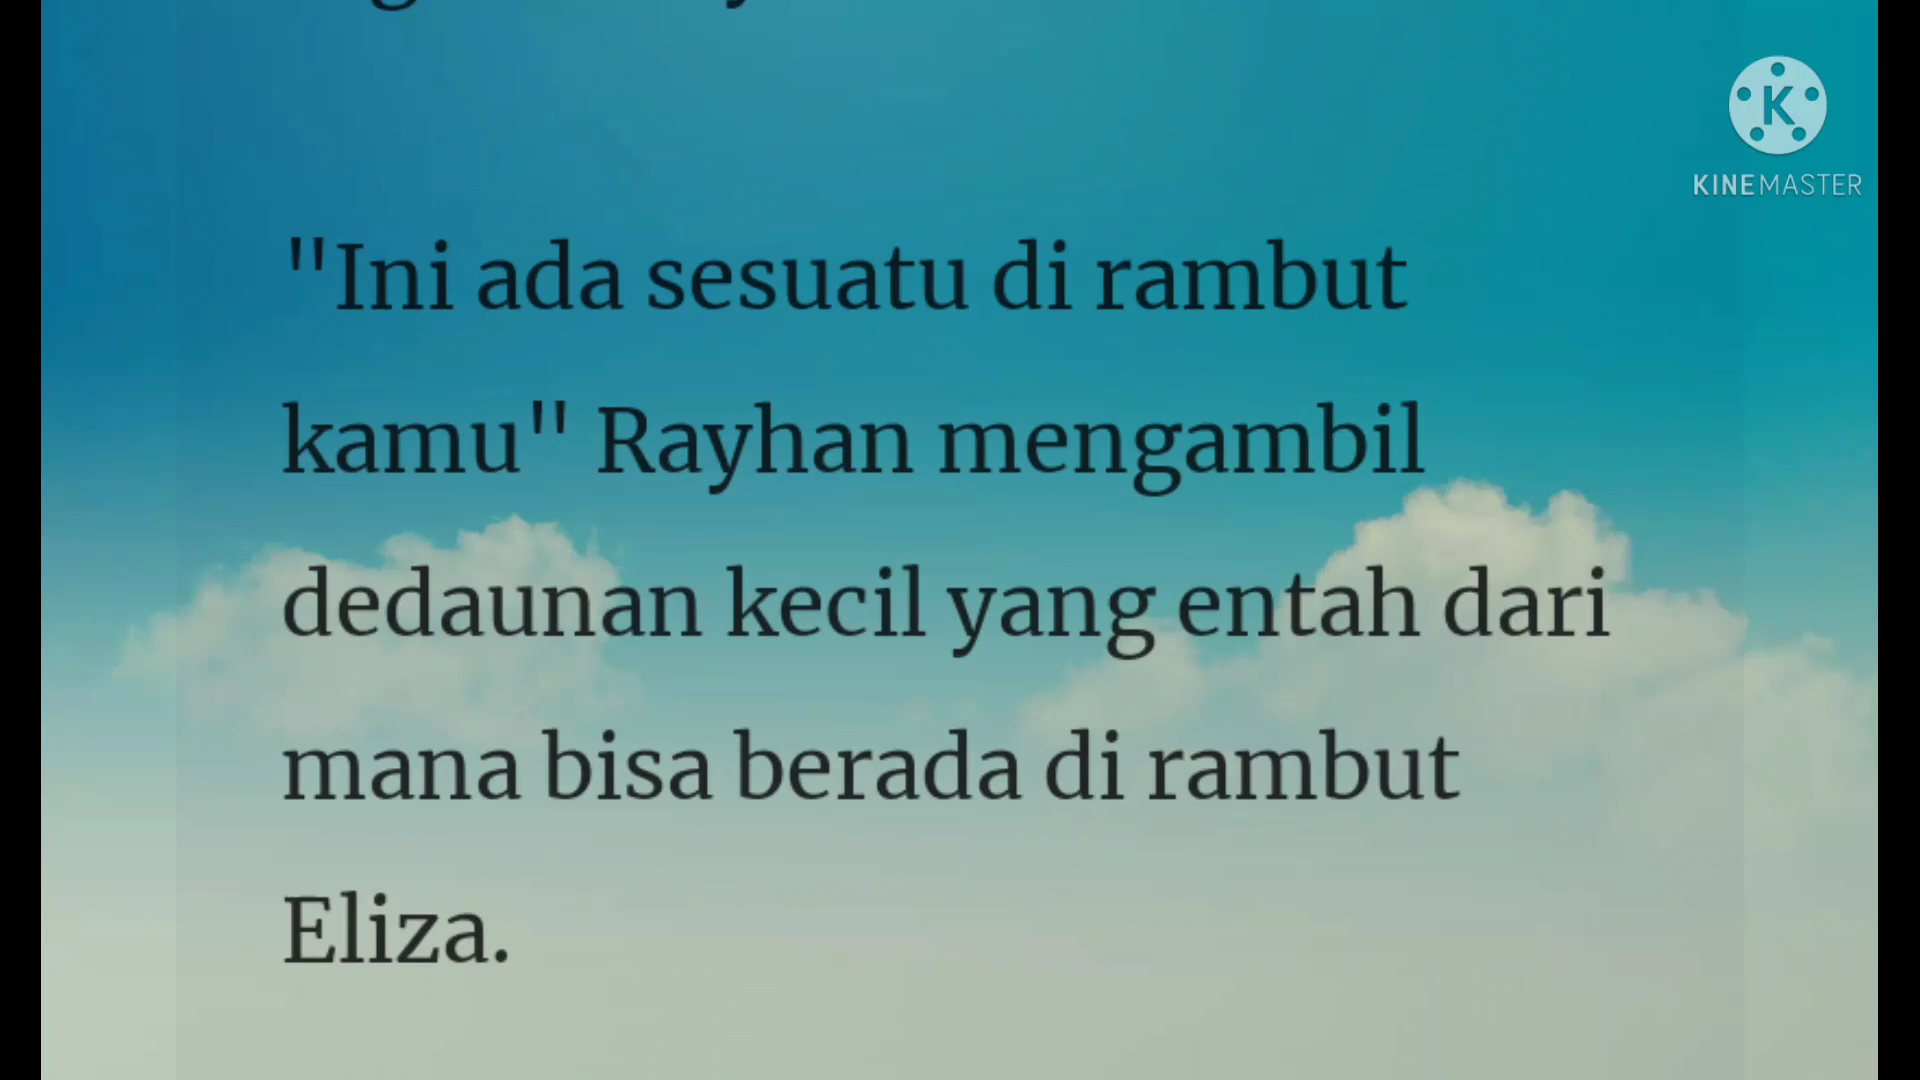 "Ini ada sesuatu di rambut
kamu" Rayhan mengambil
dedaunan kecil yang entah dari
mana bisa berada di rambut
Eliza.
KINEMASTER